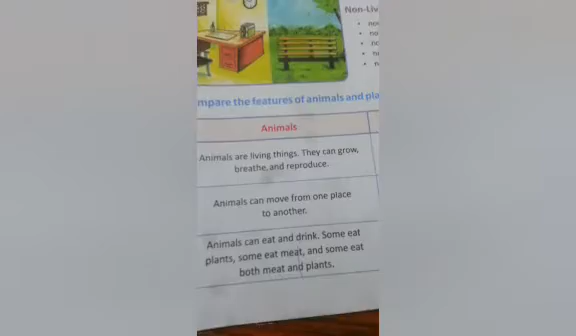 Non-Liv
mpare the features of animals and pla
Animals
Animals are living things. They can grow,
breathe, and reproduce.
Animals can move from one place
to another.
Animals can eat and drink. Some eat
plants, some eat meat, and some eat
both meat and plants.